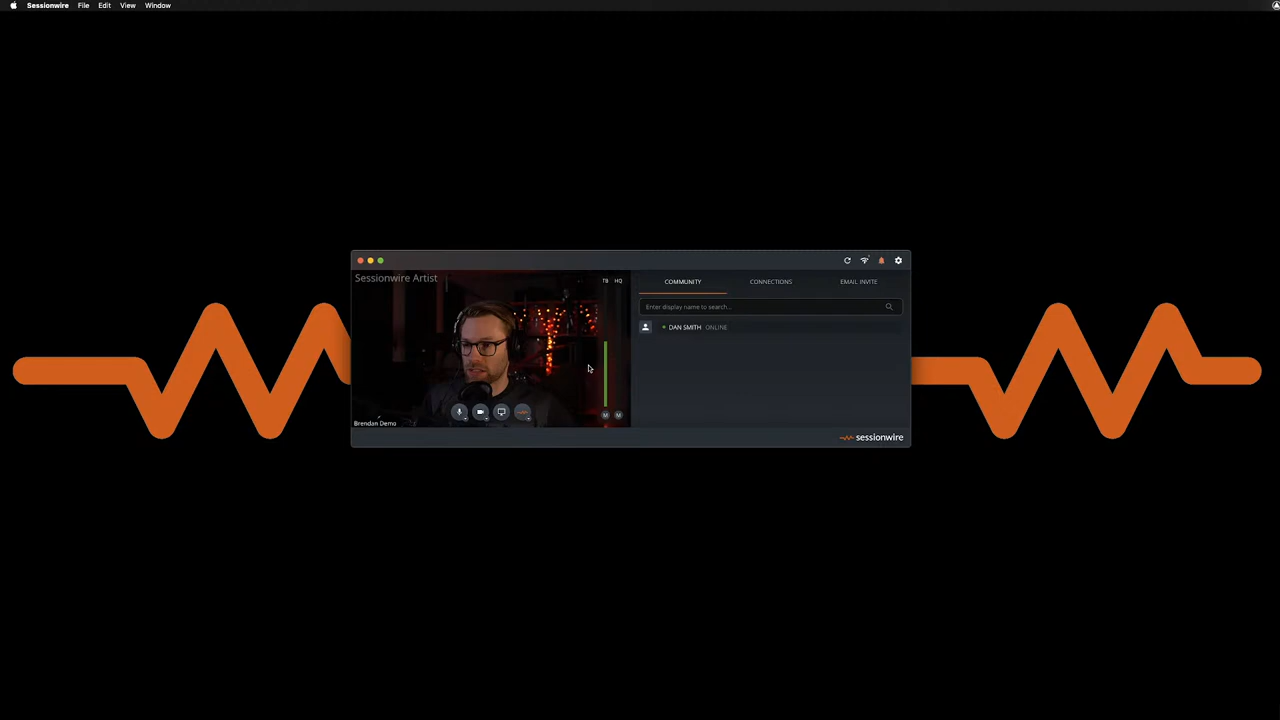 Sessionwire File Edit View Window
Sessionwire Artist
TB HQ
COMMUNITY CONNECTIONS EMAIL INVITE
Enter display name to search...
DAN SMITH ONLINE
M M
Brendan Demo
sessionwire